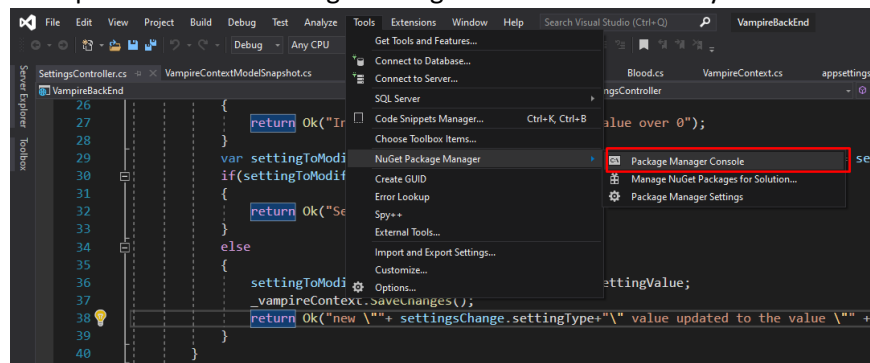 File Edit View Project Build Debug Test Analyze Tools Extensions Window Help Search Visual Studio (Ctrl+Q) VampireBackEnd
Debug Any CPU
Get Tools and Features...
Connect to Database...
Connect to Server...
SQL Server
Code Snippets Manager... Ctrl+K, Ctrl+B
Choose Toolbox Items...
NuGet Package Manager
Create GUID
Error Lookup
Spy++
External Tools...
Import and Export Settings...
Customize...
Options...
Package Manager Console
Manage NuGet Packages for Solution...
Package Manager Settings
Server Explorer
Toolbox
SettingsController.cs VampireContextModelSnapshot.cs Blood.cs VampireContext.cs appsettings
VampireBackEnd ngsController
26 {
27 return Ok("In alue over 0");
28 }
29 var settingToModi se
30 if(settingToModif
31 {
32 return Ok("Se
33 }
34 else
35 {
36 settingToModi ettingValue;
37 _vampireContext.SaveChanges();
38 return Ok("new \""+ settingsChange.settingType+"\" value updated to the value \"" +
39 }
40 }